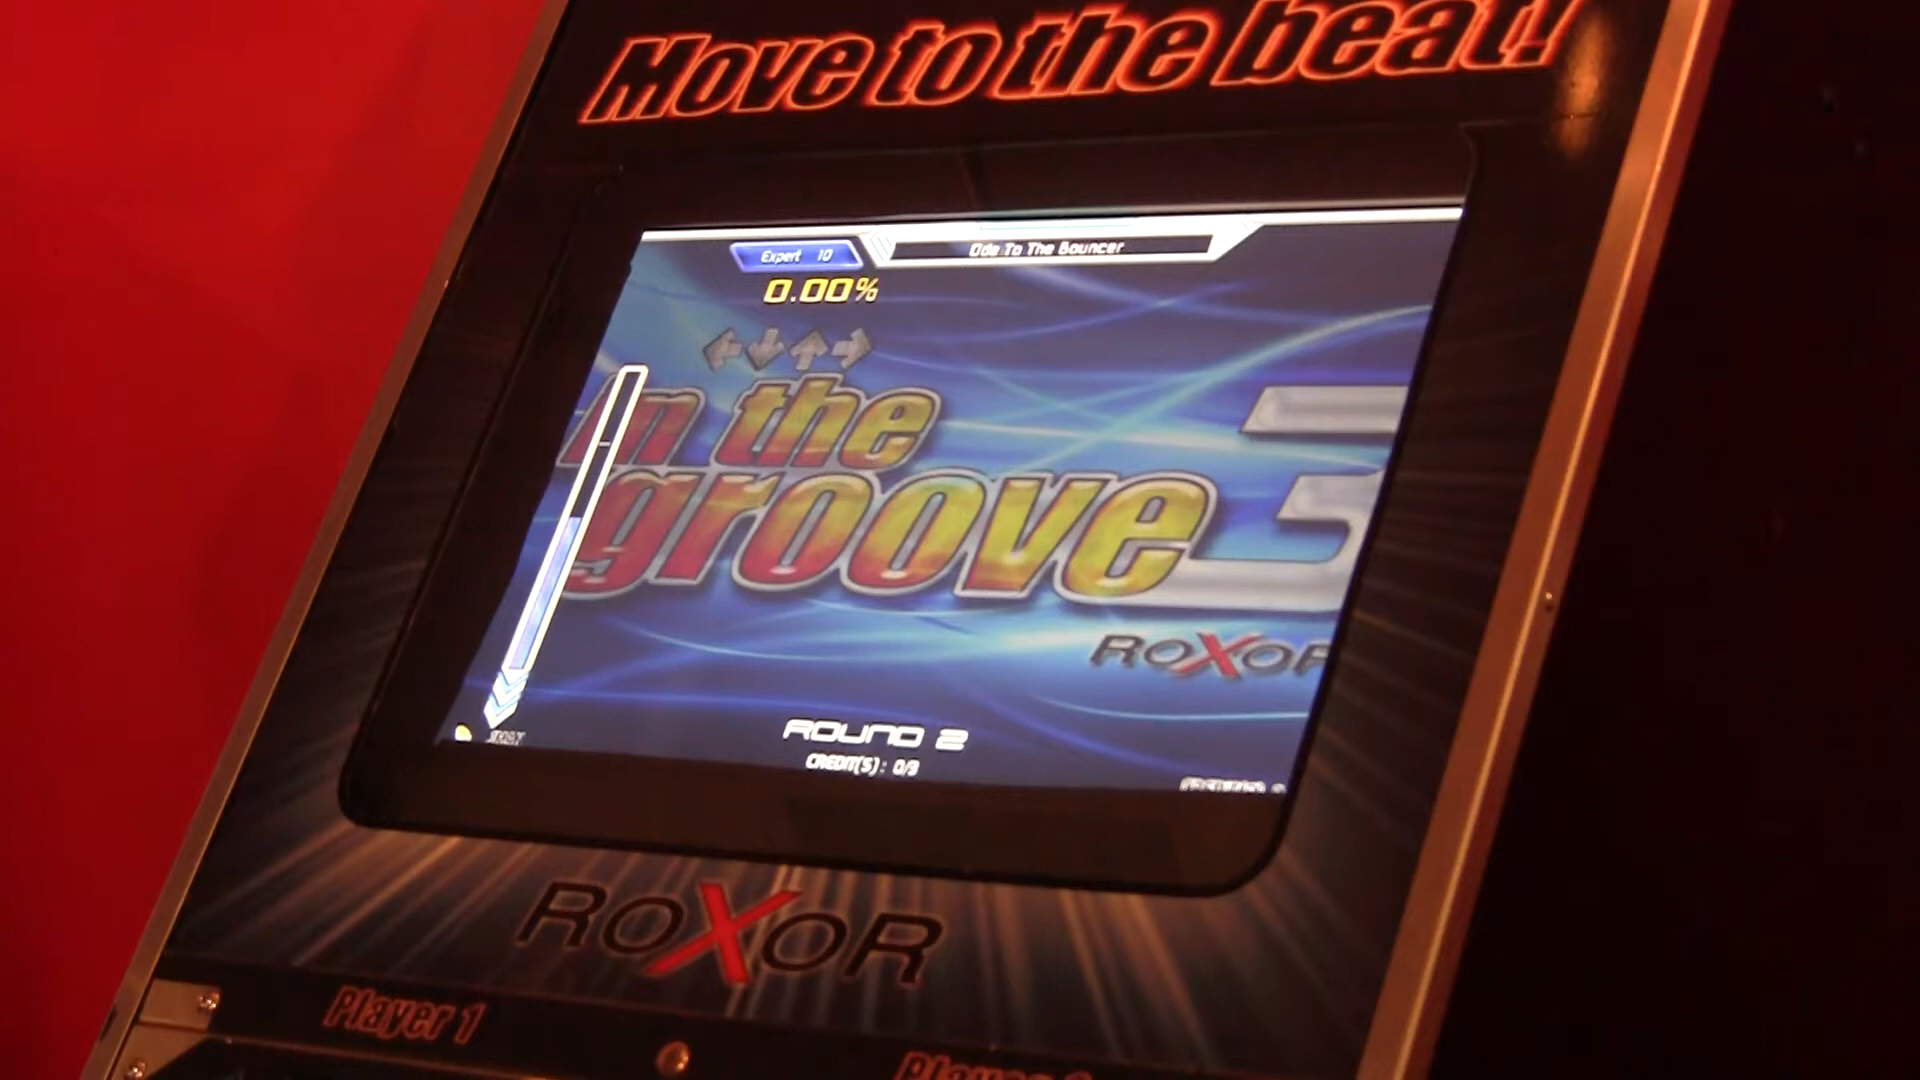 Move to the beat!
Expert 10
Ode To The Bouncer
0.00%
In the
groove 3
ROXOR
ROUND 2
CREDIT(S): 0/3
ROXOR
Player 1
Player